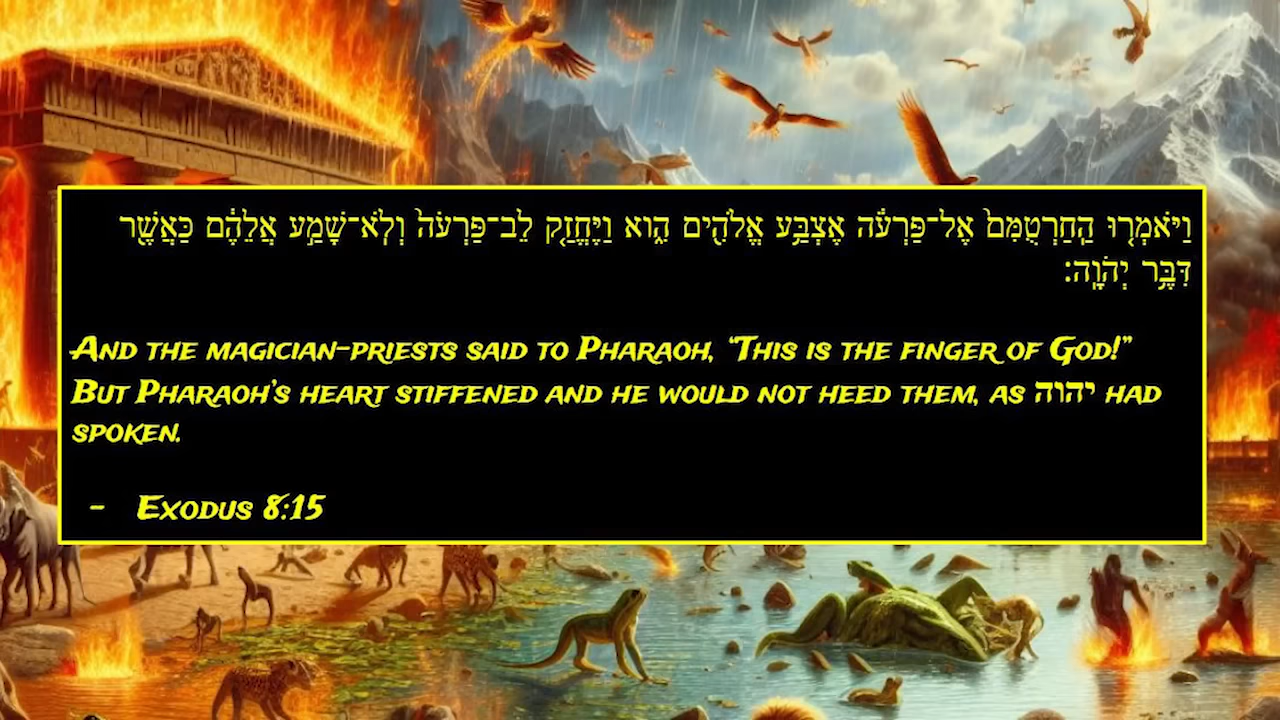 וַיֹּאמְר֤וּ הַֽחַרְטֻמִּם֙ אֶל־פַּרְעֹ֔ה אֶצְבַּ֥ע אֱלֹהִ֖ים הִ֑וא וַיֶּחֱזַ֤ק לֵב־פַּרְעֹה֙ וְלֹֽא־שָׁמַ֣ע אֲלֵהֶ֔ם כַּאֲשֶׁ֖ר
דִּבֶּ֥ר יְהֹוָֽה׃
And the magician-priests said to Pharaoh, “This is the finger of God!”
But Pharaoh’s heart stiffened and he would not heed them, as יהוה had
spoken.
- Exodus 8:15